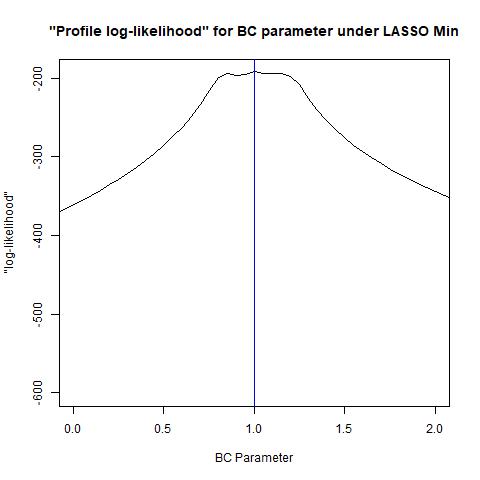 "Profile log-likelihood" for BC parameter under LASSO Min
-200
-300
-400
-500
-600
"log-likelihood"
0.0 0.5 1.0 1.5 2.0
BC Parameter